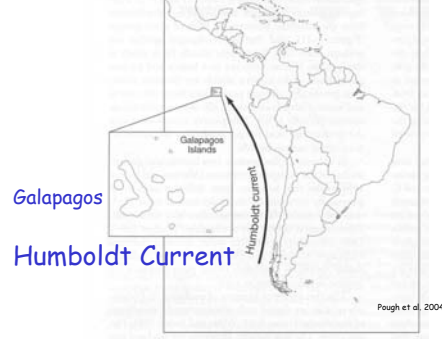 Galapagos
Islands
Humboldt current
Galapagos
Humboldt Current
Pough et al. 2004